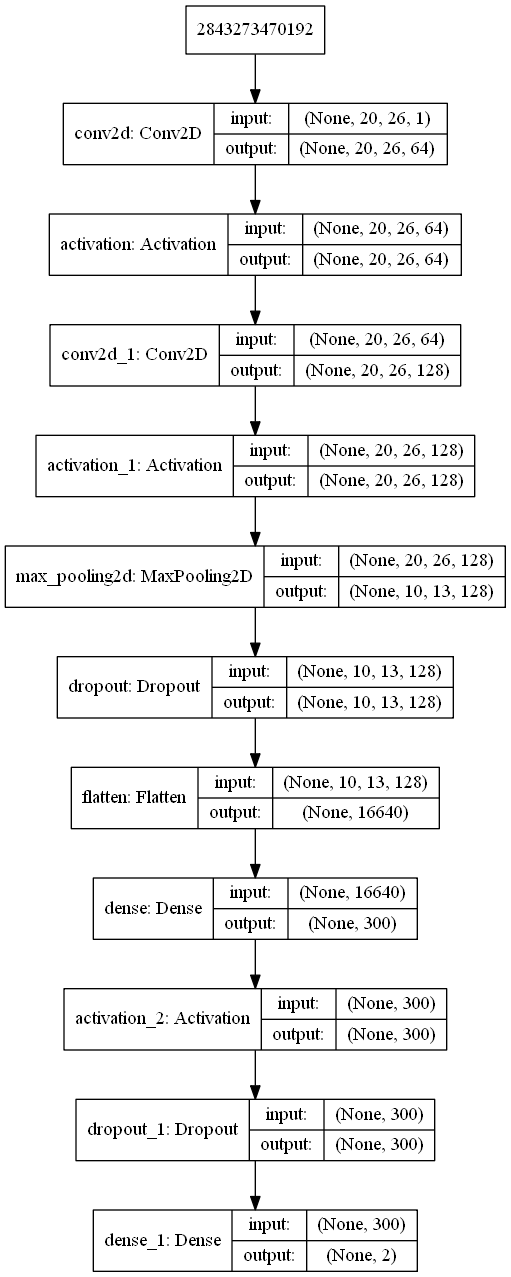 2843273470192
conv2d: Conv2D
input: (None, 20, 26, 1)
output: (None, 20, 26, 64)
activation: Activation
input: (None, 20, 26, 64)
output: (None, 20, 26, 64)
conv2d_1: Conv2D
input: (None, 20, 26, 64)
output: (None, 20, 26, 128)
activation_1: Activation
input: (None, 20, 26, 128)
output: (None, 20, 26, 128)
max_pooling2d: MaxPooling2D
input: (None, 20, 26, 128)
output: (None, 10, 13, 128)
dropout: Dropout
input: (None, 10, 13, 128)
output: (None, 10, 13, 128)
flatten: Flatten
input: (None, 10, 13, 128)
output: (None, 16640)
dense: Dense
input: (None, 16640)
output: (None, 300)
activation_2: Activation
input: (None, 300)
output: (None, 300)
dropout_1: Dropout
input: (None, 300)
output: (None, 300)
dense_1: Dense
input: (None, 300)
output: (None, 2)